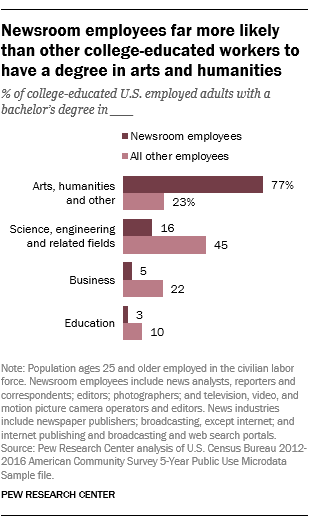 Newsroom employees far more likely
than other college-educated workers to
have a degree in arts and humanities
% of college-educated U.S. employed adults with a
bachelor's degree in ___
Newsroom employees
All other employees
Arts, humanities
and other
77%
23%
Science, engineering
and related fields
16
45
Business
5
22
Education
3
10
Note: Population ages 25 and older employed in the civilian labor
force. Newsroom employees include news analysts, reporters and
correspondents; editors; photographers; and television, video, and
motion picture camera operators and editors. News industries
include newspaper publishers; broadcasting, except internet; and
internet publishing and broadcasting and web search portals.
Source: Pew Research Center analysis of U.S. Census Bureau 2012-
2016 American Community Survey 5-Year Public Use Microdata
Sample file.
PEW RESEARCH CENTER